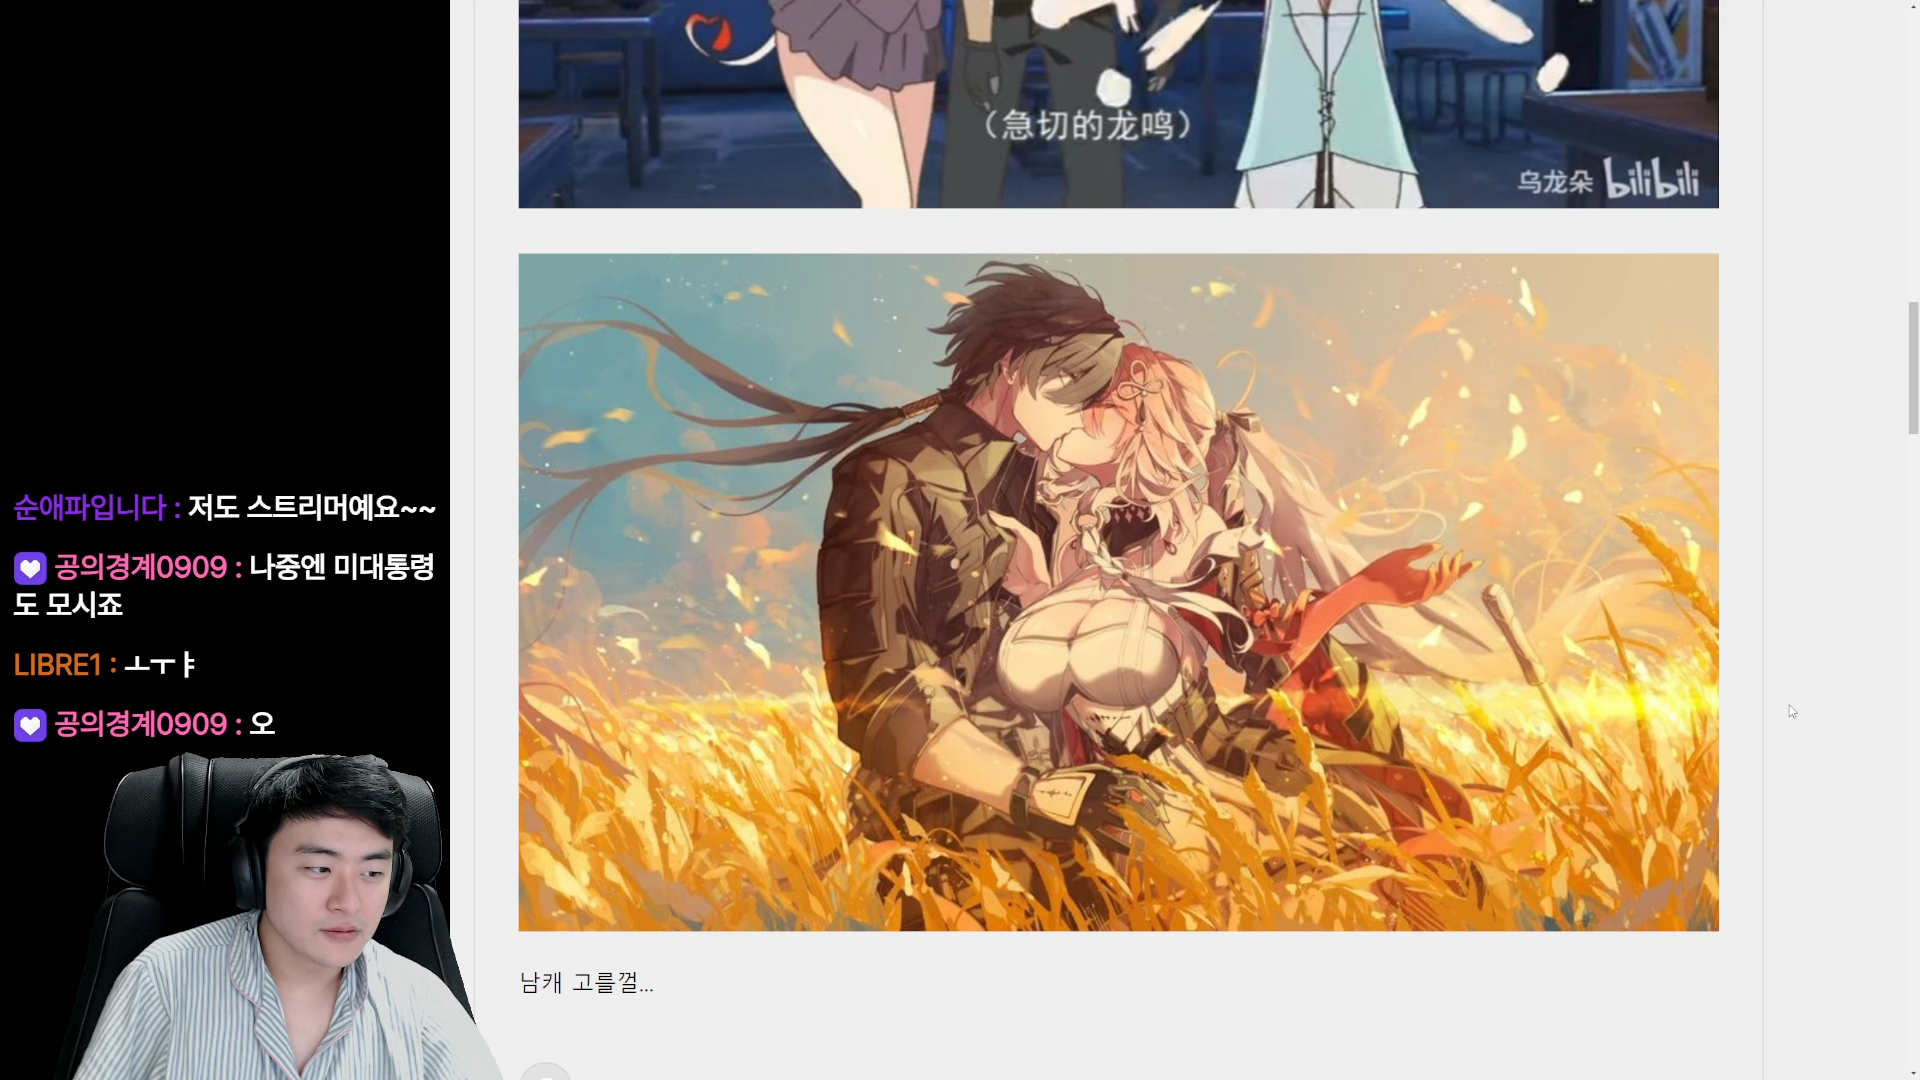 （急切的龙鸣）
乌龙朵 bilibili
순애파입니다 : 저도 스트리머예요~~
공의경계0909 : 나중엔 미대통령
도 모시죠
LIBRE1 : ㅗㅜㅑ
공의경계0909 : 오
남캐 고를껄...